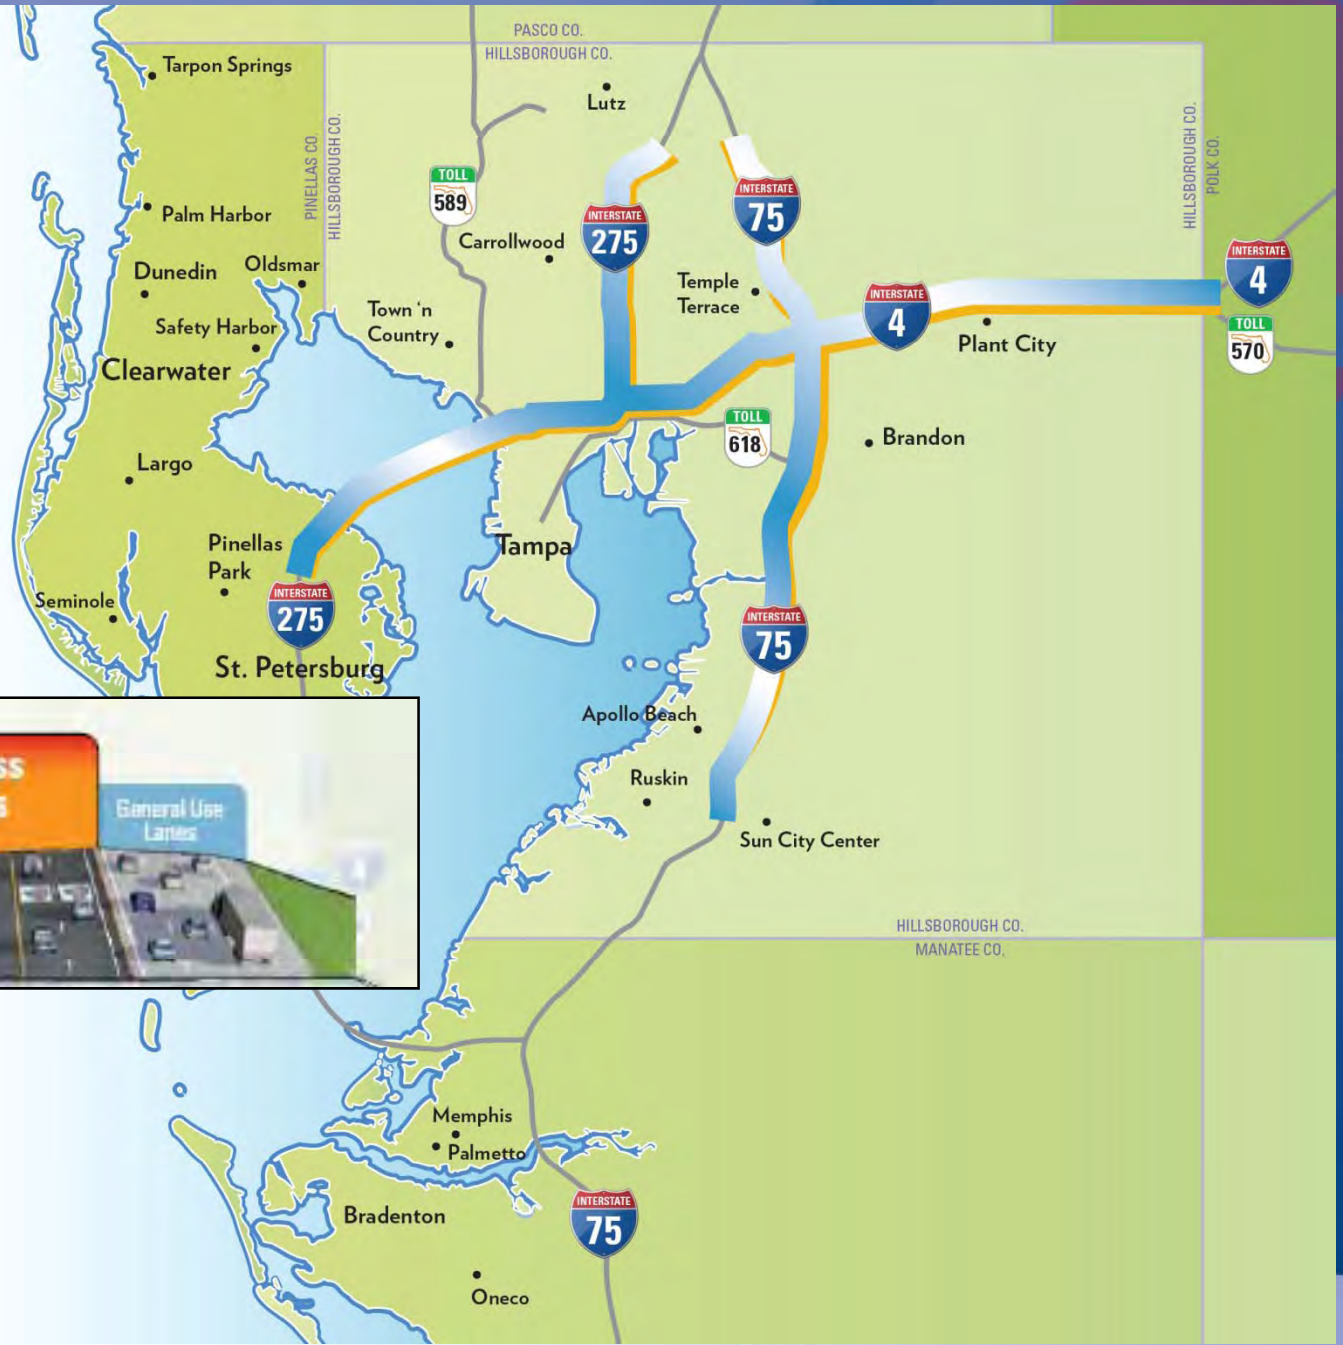 PASCO CO.
HILLSBOROUGH CO.
Tarpon Springs
Lutz
PINELLAS CO.
HILLSBOROUGH CO.
HILLSBOROUGH CO.
POLK CO.
TOLL
589
INTERSTATE
75
Palm Harbor
INTERSTATE
275
Carrollwood
Dunedin
Oldsmar
Temple
Terrace
INTERSTATE
4
INTERSTATE
4
Town 'n
Country
Safety Harbor
TOLL
570
Plant City
Clearwater
TOLL
618
Brandon
Largo
Pinellas
Park
Tampa
Seminole
INTERSTATE
275
INTERSTATE
75
St. Petersburg
Apollo Beach
Ruskin
SS
S
General Use
Lanes
Sun City Center
HILLSBOROUGH CO.
MANATEE CO.
Memphis
Palmetto
Bradenton
INTERSTATE
75
Oneco